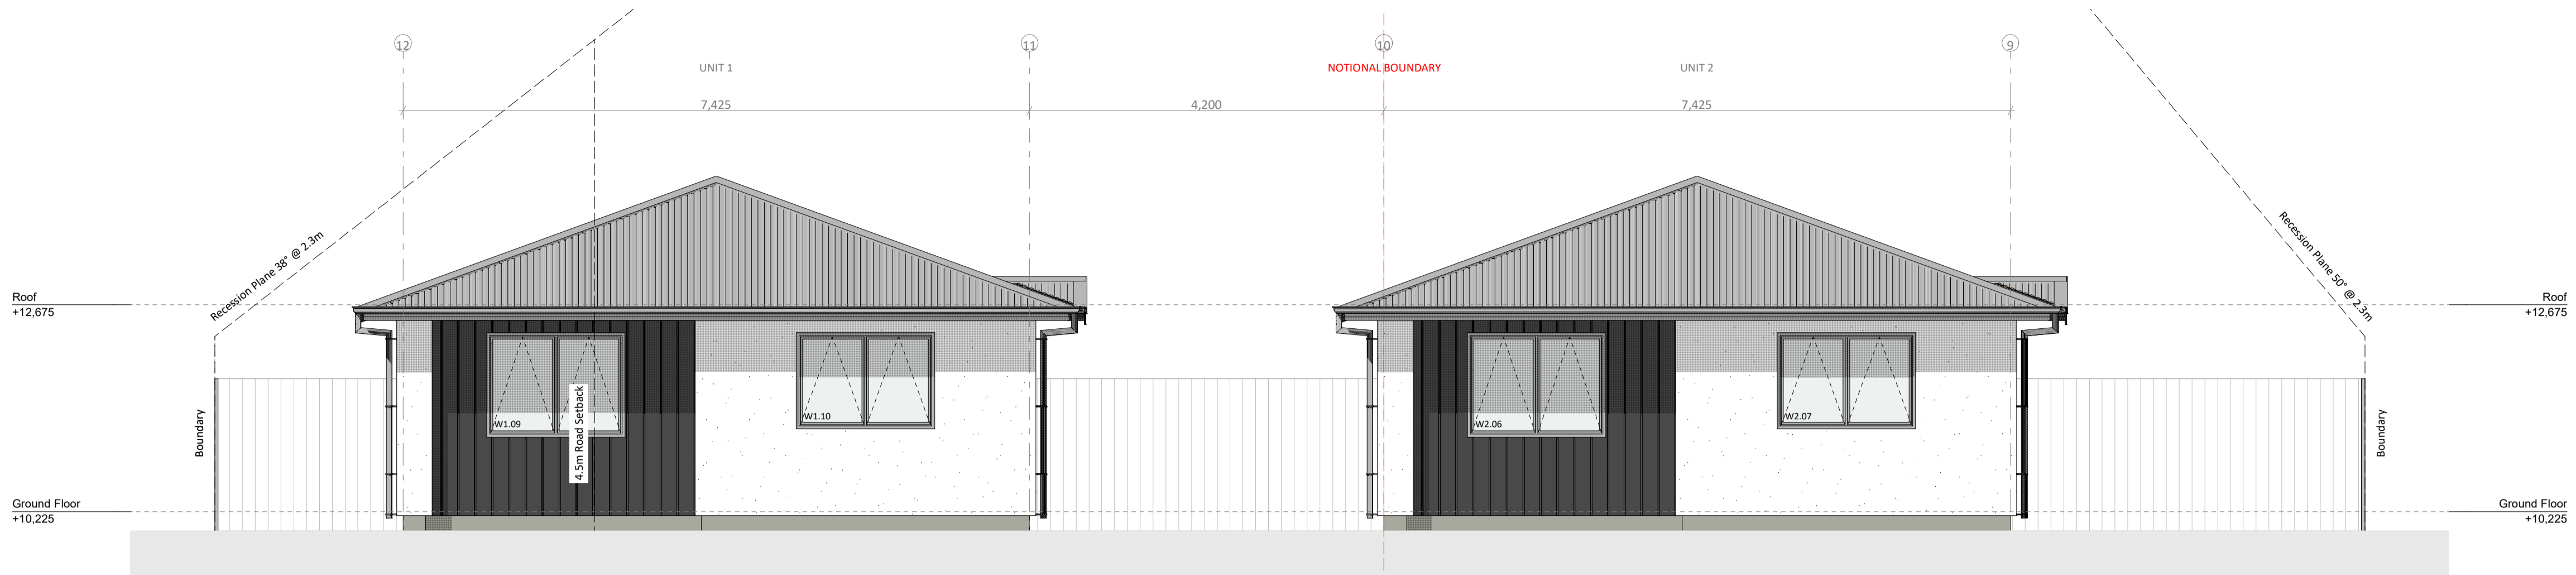 12
11
10
9
UNIT 1
NOTIONAL BOUNDARY
UNIT 2
7,425
4,200
7,425
Recession Plane 38° @ 2.3m
Recession Plane 50° @ 2.3m
Roof
+12,675
Roof
+12,675
Boundary
W1.09
4.5m Road Setback
W1.10
W2.06
W2.07
Boundary
Ground Floor
+10,225
Ground Floor
+10,225